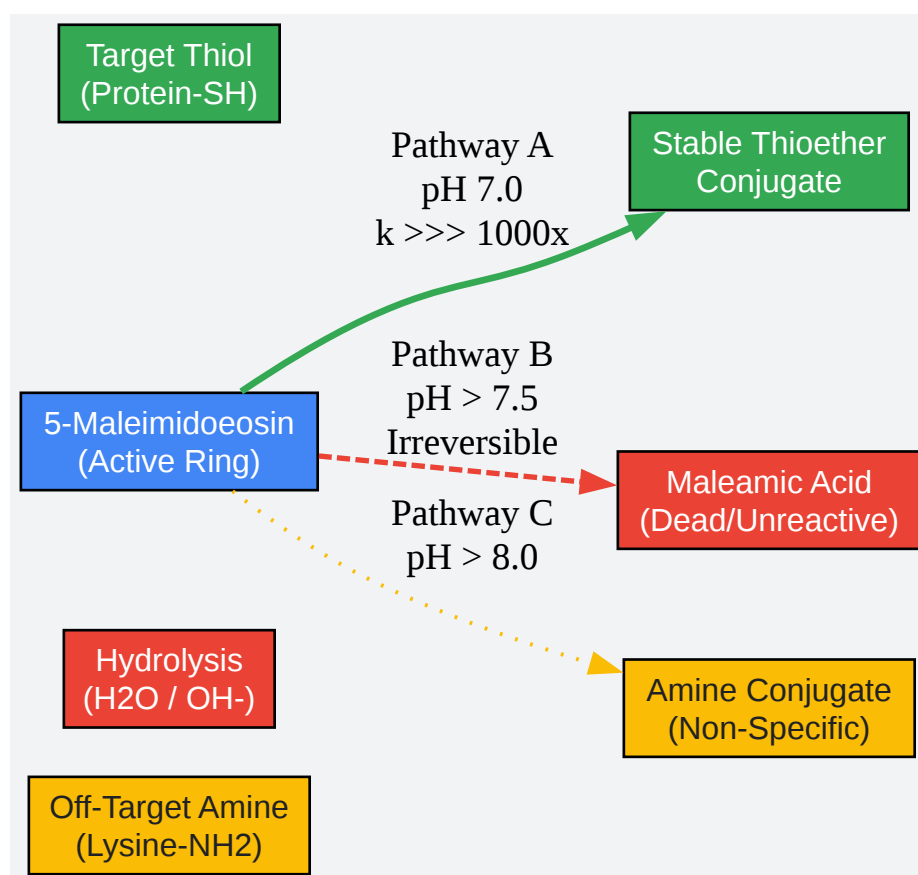 Target Thiol
(Protein-SH)
Pathway A
pH 7.0
k >>> 1000x
Stable Thioether
Conjugate
5-Maleimidoeosin
(Active Ring)
Pathway B
pH > 7.5
Irreversible
Maleamic Acid
(Dead/Unreactive)
Pathway C
pH > 8.0
Hydrolysis
(H2O / OH-)
Amine Conjugate
(Non-Specific)
Off-Target Amine
(Lysine-NH2)